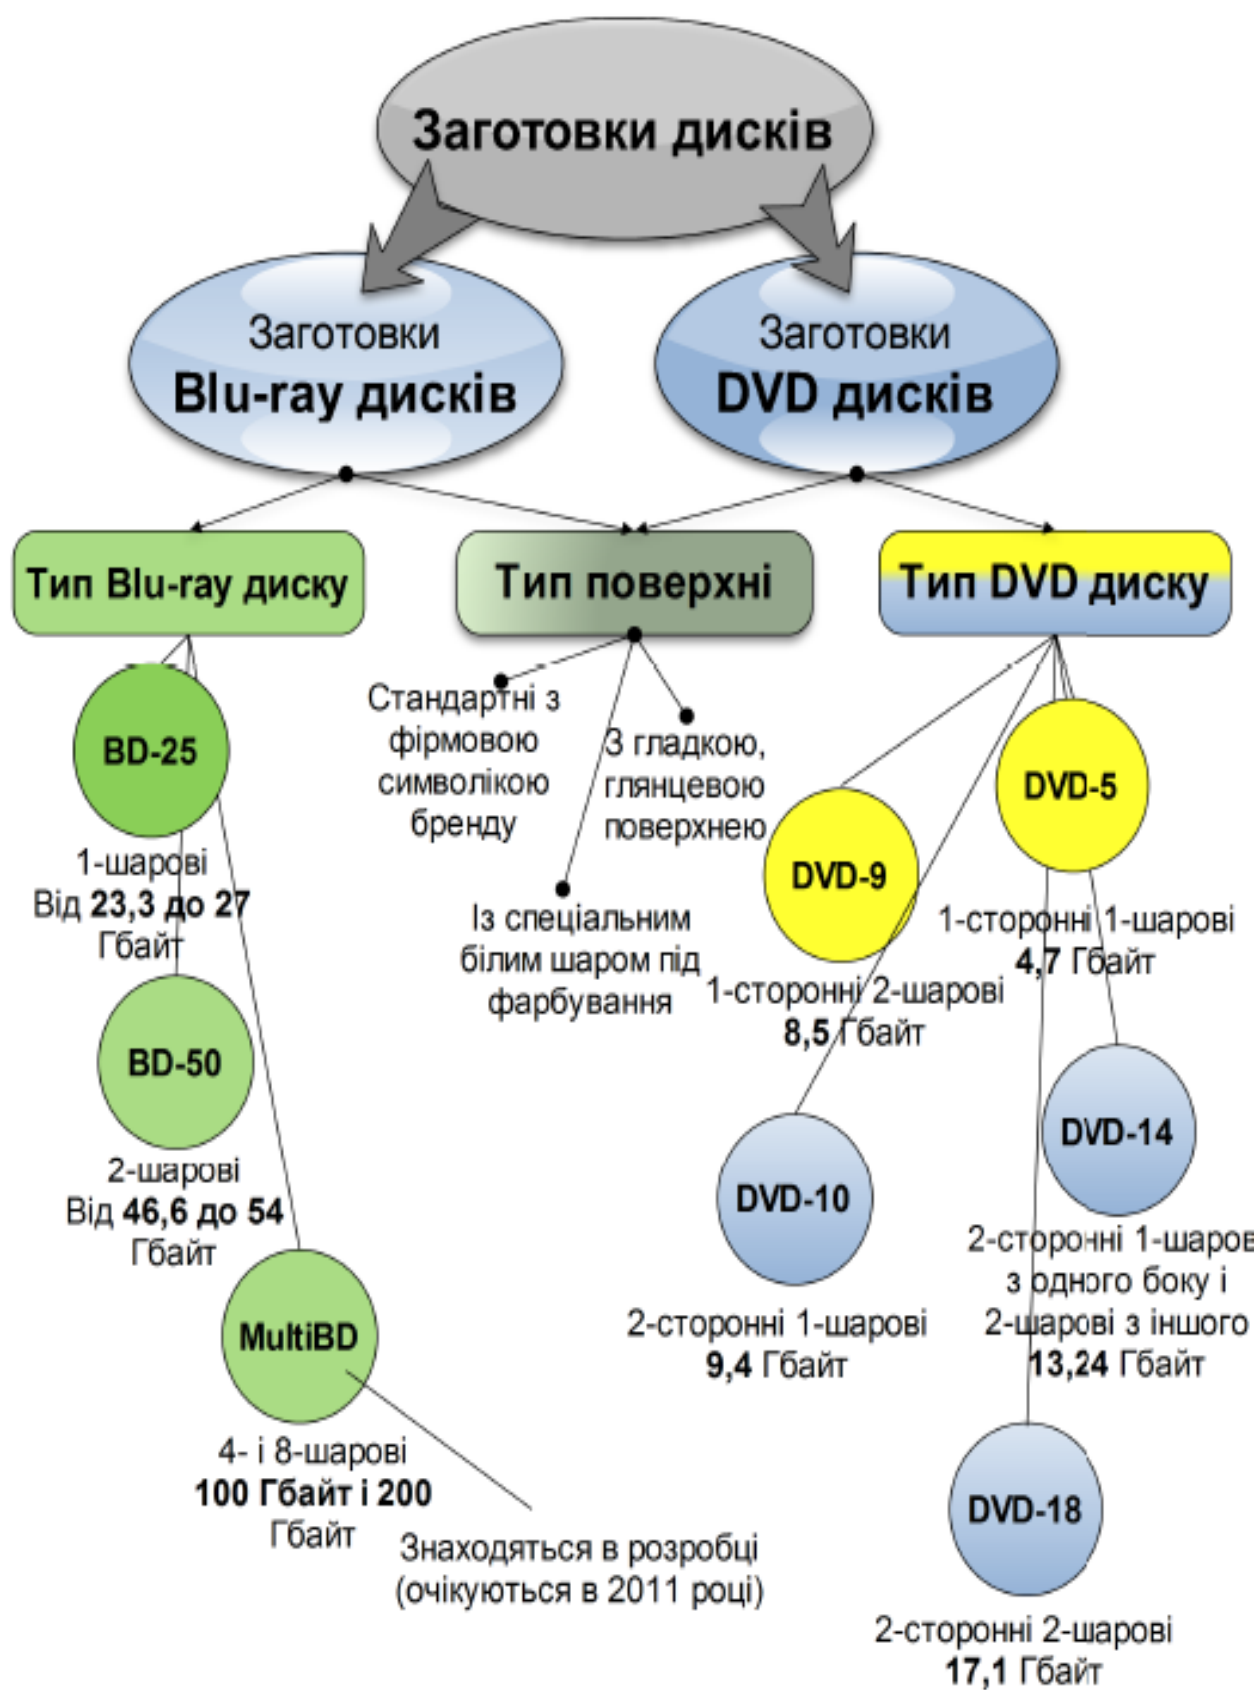 Заготовки дисків
Заготовки
Blu-ray дисків
Заготовки
DVD дисків
Тип Blu-ray диску
Тип поверхні
Тип DVD диску
BD-25
1-шарові
Від 23,3 до 27
Гбайт
BD-50
2-шарові
Від 46,6 до 54
Гбайт
MultiBD
4- і 8-шарові
100 Гбайт і 200
Гбайт
Знаходяться в розробці
(очікуються в 2011 році)
Стандартні з
фірмовою
символікою
бренду
З гладкою,
глянцевою
поверхнею
Із спеціальним
білим шаром під
фарбування
DVD-9
1-сторонні 2-шарові
8,5 Гбайт
DVD-5
1-сторонні 1-шарові
4,7 Гбайт
DVD-10
2-сторонні 1-шарові
9,4 Гбайт
DVD-14
2-сторонні 1-шаров
з одного боку і
2-шарові з іншого
13,24 Гбайт
DVD-18
2-сторонні 2-шарові
17,1 Гбайт